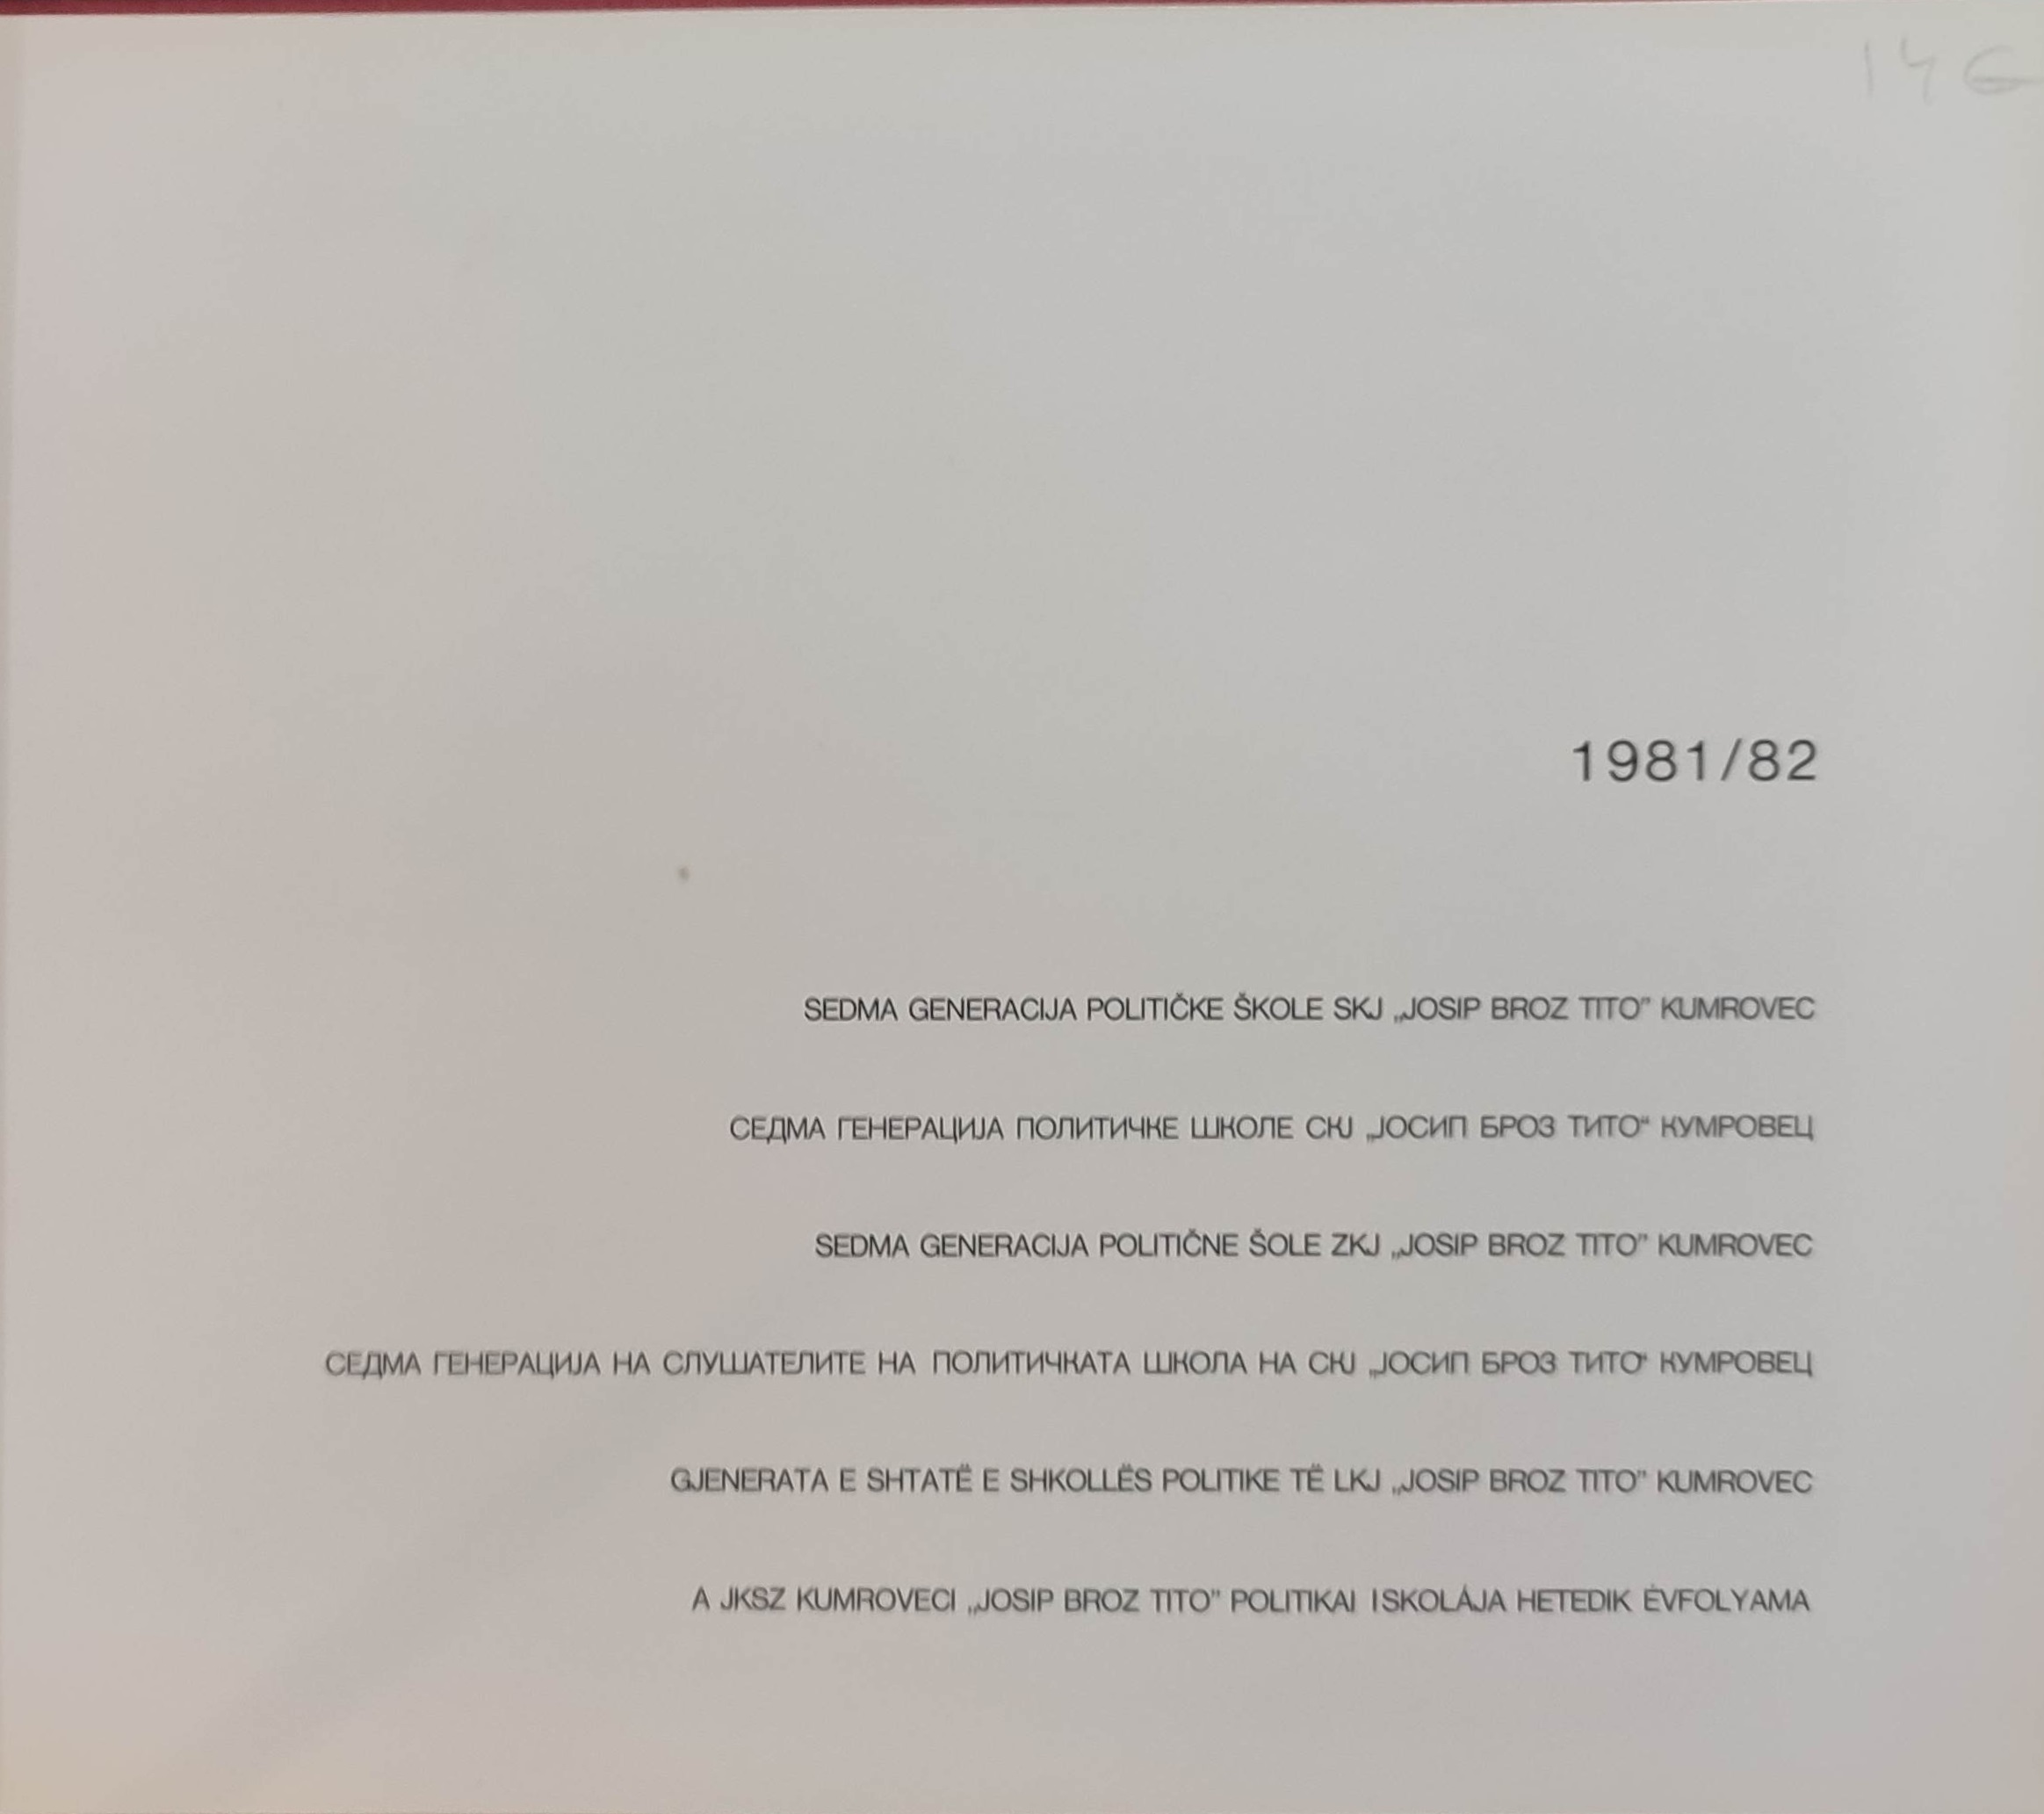 14€
1981/82
SEDMA GENERACIJA POLITIČKE ŠKOLE SKJ „JOSIP BROZ TITO” KUMROVEC
СЕДМА ГЕНЕРАЦИЈА ПОЛИТИЧКЕ ШКОЛЕ СКЈ „ЈОСИП БРОЗ ТИТО“ КУМРОВЕЦ
SEDMA GENERACIJA POLITIČNE ŠOLE ZKJ „JOSIP BROZ TITO” KUMROVEC
СЕДМА ГЕНЕРАЦИЈА НА СЛУШАТЕЛИТЕ НА ПОЛИТИЧКАТА ШКОЛА НА СКЈ „ЈОСИП БРОЗ ТИТО“ КУМРОВЕЦ
GJENERATA E SHTATË E SHKOLLËS POLITIKE TË LKJ „JOSIP BROZ TITO” KUMROVEC
A JKSZ KUMROVECI „JOSIP BROZ TITO” POLITIKAI ISKOLÁJA HETEDIK ÉVFOLYAMA